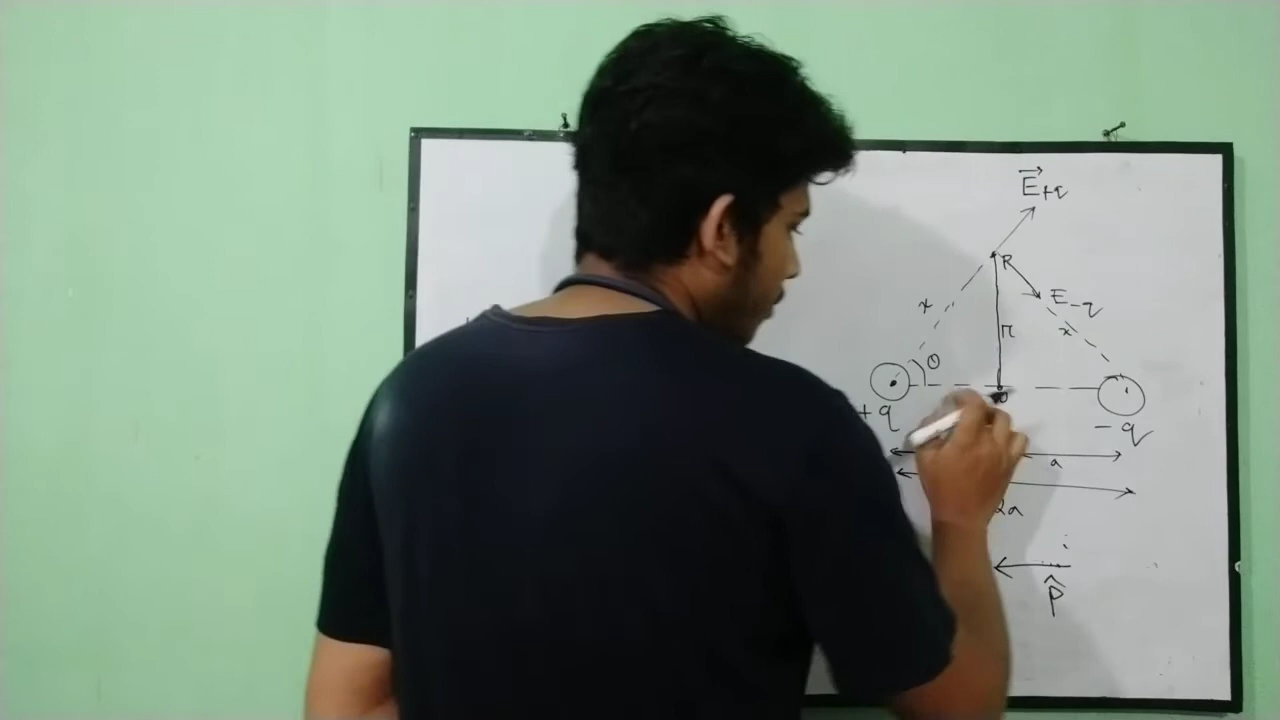 E⃗+q
R
E-q
x
r
x
θ
+q
-q
a
2a
p̂